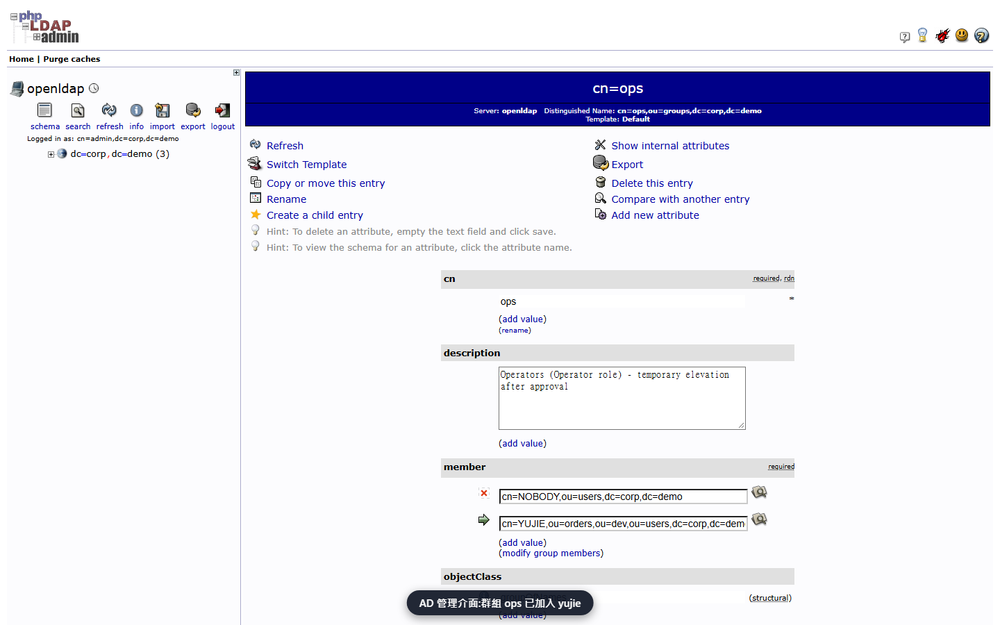 php
LDAP
admin
Home | Purge caches
openldap
schema search refresh info import export logout
Logged in as: cn=admin,dc=corp,dc=demo
dc=corp,dc=demo (3)
cn=ops
Server: openldap Distinguished Name: cn=ops,ou=groups,dc=corp,dc=demo
Template: Default
Refresh
Show internal attributes
Switch Template
Export
Copy or move this entry
Delete this entry
Rename
Compare with another entry
Create a child entry
Add new attribute
Hint: To delete an attribute, empty the text field and click save.
Hint: To view the schema for an attribute, click the attribute name.
cn
required, rdn
ops
*
(add value)
(rename)
description
Operators (Operator role) - temporary elevation
after approval
(add value)
member
required
cn=NOBODY,ou=users,dc=corp,dc=demo
cn=YUJIE,ou=orders,ou=dev,ou=users,dc=corp,dc=dem
(add value)
(modify group members)
objectClass
(structural)
AD 管理介面:群組 ops 已加入 yujie
(add value)